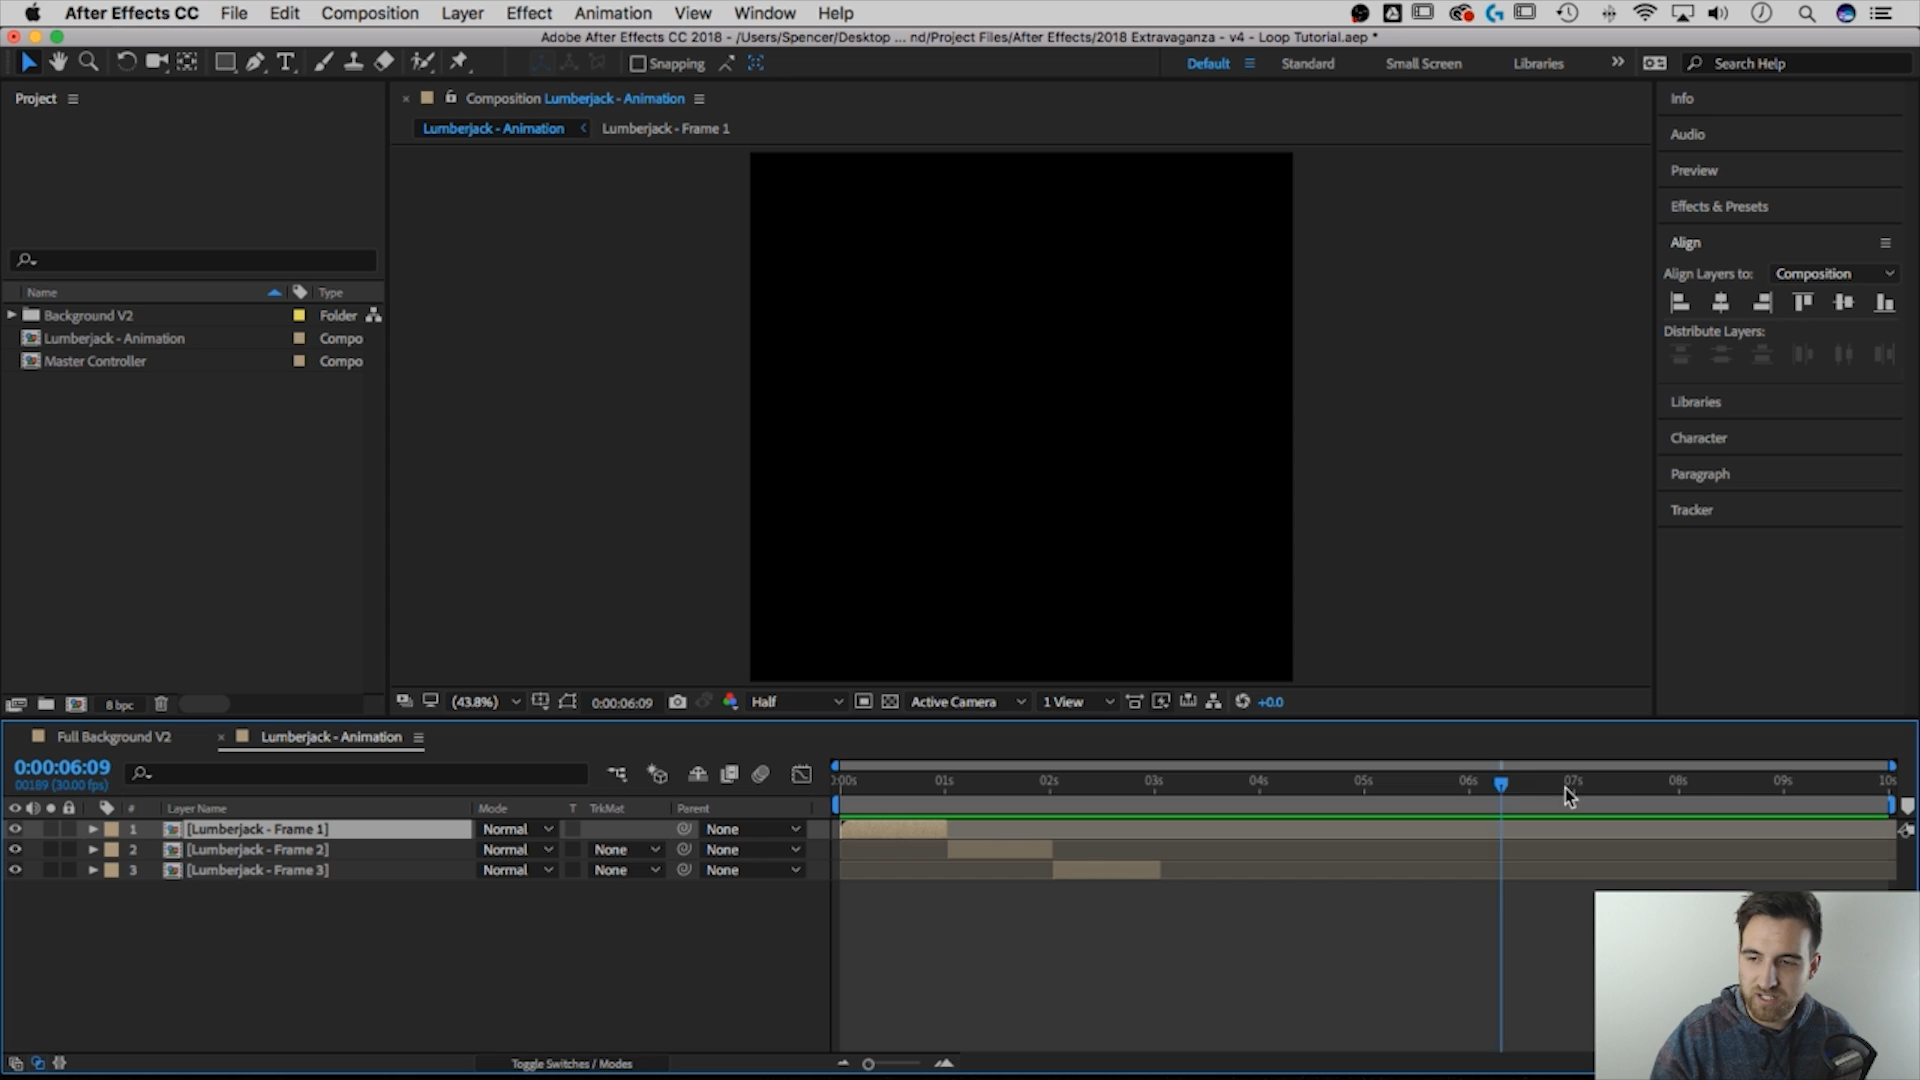 After Effects CC File Edit Composition Layer Effect Animation View Window Help
Adobe After Effects CC 2018 - /Users/Spencer/Desktop ... nd/Project Files/After Effects/2018 Extravaganza - v4 - Loop Tutorial.aep *
Snapping Default Standard Small Screen Libraries Search Help
Project
Composition Lumberjack - Animation
Lumberjack - Animation Lumberjack - Frame 1
Name Type
Background V2 Folder
Lumberjack - Animation Compo
Master Controller Compo
Info
Audio
Preview
Effects & Presets
Align
Align Layers to: Composition
Distribute Layers:
Libraries
Character
Paragraph
Tracker
8 bpc
(43.8%) 0:00:06:09 Half Active Camera 1 View +0.0
Full Background V2 Lumberjack - Animation
0:00:06:09
00189 (30.00 fps)
0:00s 01s 02s 03s 04s 05s 06s 07s 08s 09s 10s
# Layer Name Mode T TrkMat Parent
1 [Lumberjack - Frame 1] Normal None
2 [Lumberjack - Frame 2] Normal None None
3 [Lumberjack - Frame 3] Normal None None
Toggle Switches / Modes